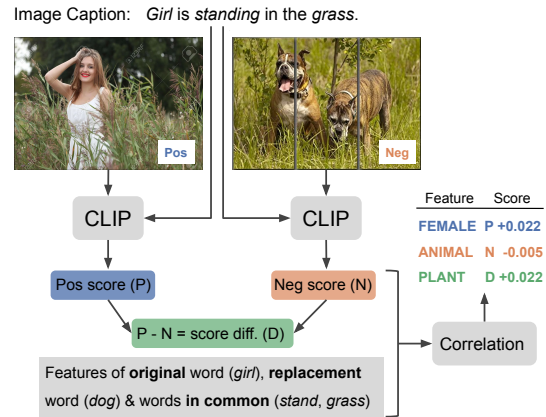 Image Caption: Girl is standing in the grass.
Pos
Neg
CLIP
CLIP
Feature Score
FEMALE P +0.022
ANIMAL N -0.005
PLANT D +0.022
Pos score (P)
Neg score (N)
P - N = score diff. (D)
Correlation
Features of original word (girl), replacement
word (dog) & words in common (stand, grass)